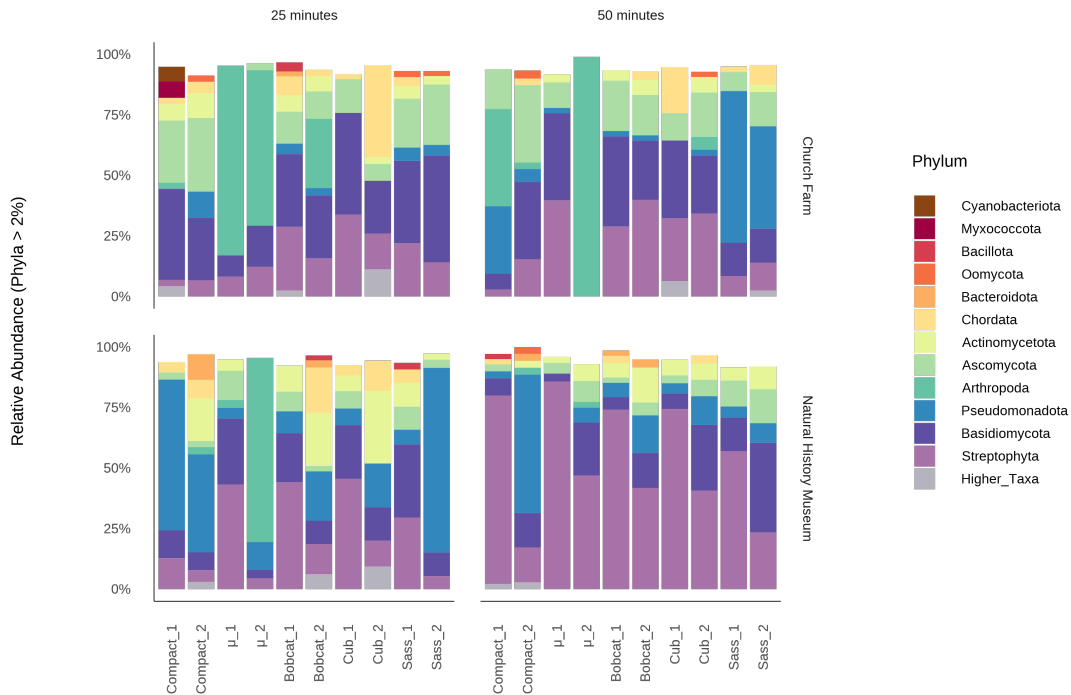 25 minutes
50 minutes
Relative Abundance (Phyla > 2%)
100%
75%
50%
25%
0%
Church Farm
100%
75%
50%
25%
0%
Natural History Museum
Compact_1
Compact_2
μ_1
μ_2
Bobcat_1
Bobcat_2
Cub_1
Cub_2
Sass_1
Sass_2
Compact_1
Compact_2
μ_1
μ_2
Bobcat_1
Bobcat_2
Cub_1
Cub_2
Sass_1
Sass_2
Phylum
Cyanobacteriota
Myxococcota
Bacillota
Oomycota
Bacteroidota
Chordata
Actinomycetota
Ascomycota
Arthropoda
Pseudomonadota
Basidiomycota
Streptophyta
Higher_Taxa